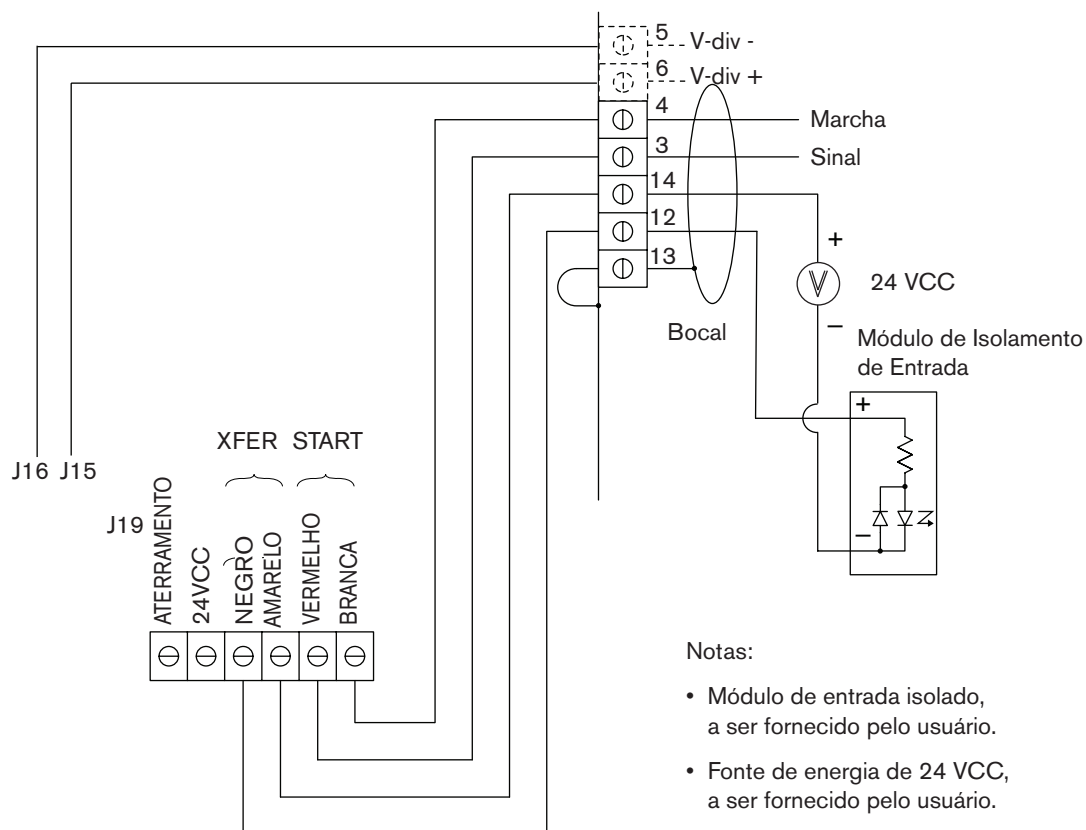 5
V-div -
6
V-div +
4
Marcha
3
Sinal
14
12
13
+
24 VCC
−
Bocal
Módulo de Isolamento
de Entrada
+
−
XFER START
J16 J15
J19
ATERRAMENTO
24VCC
NEGRO
AMARELO
VERMELHO
BRANCA
Notas:
• Módulo de entrada isolado,
a ser fornecido pelo usuário.
• Fonte de energia de 24 VCC,
a ser fornecido pelo usuário.